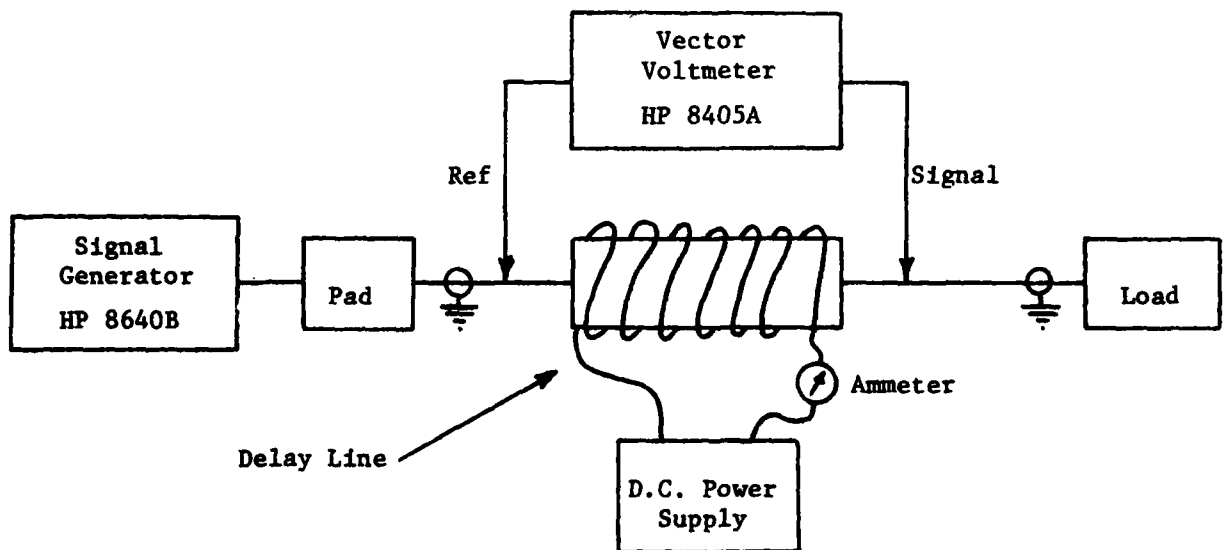 Vector
Voltmeter
HP 8405A
Ref
Signal
Signal
Generator
HP 8640B
Pad
Load
Ammeter
Delay Line
D.C. Power
Supply